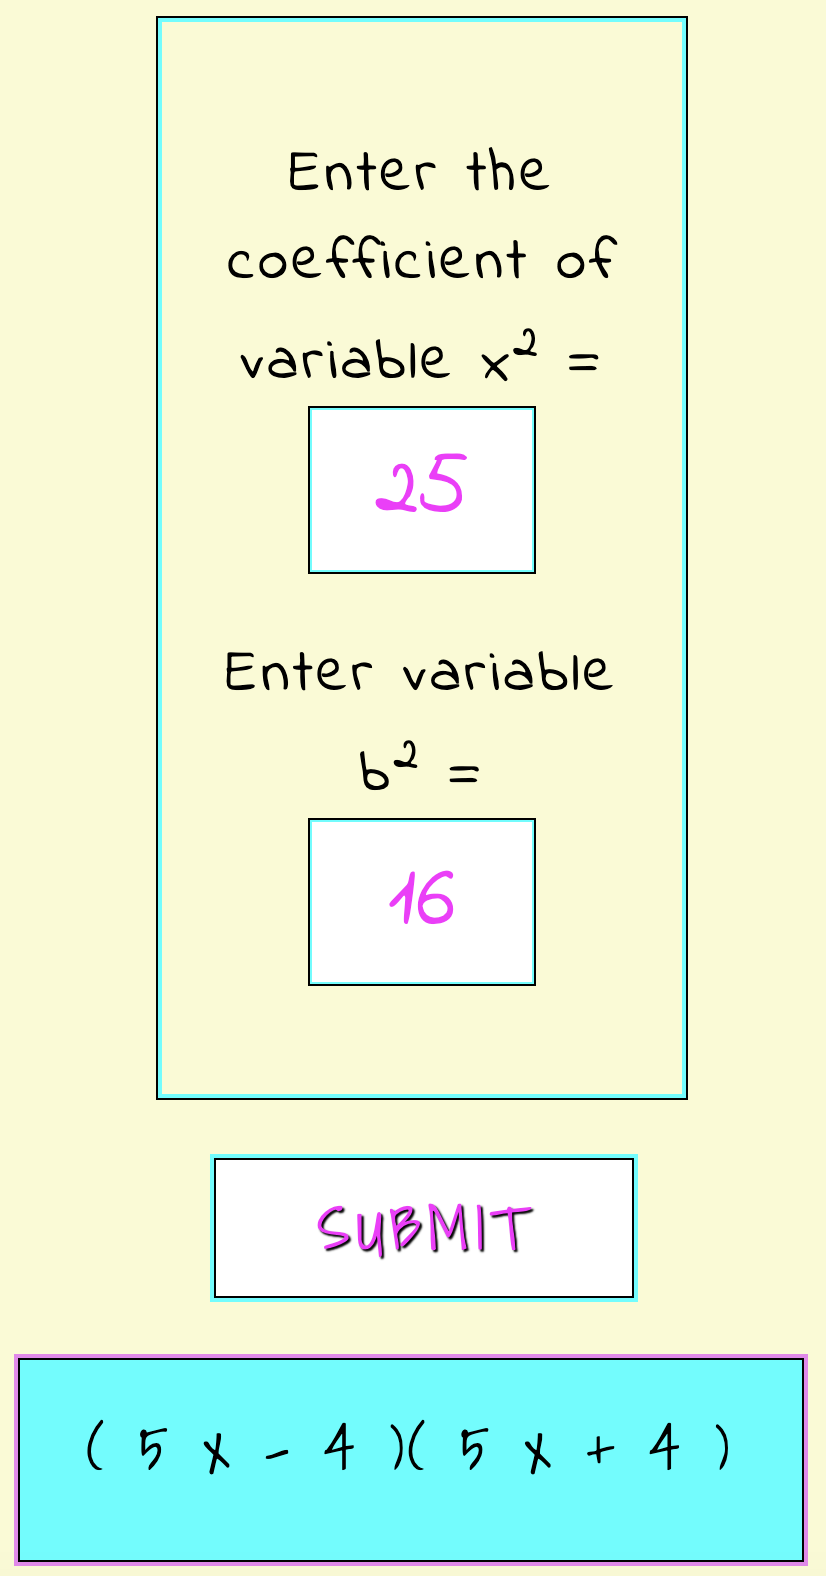 Enter the
coefficient of
variable x² =
25
Enter variable
b² =
16
SUBMIT
( 5 x - 4 )( 5 x + 4 )